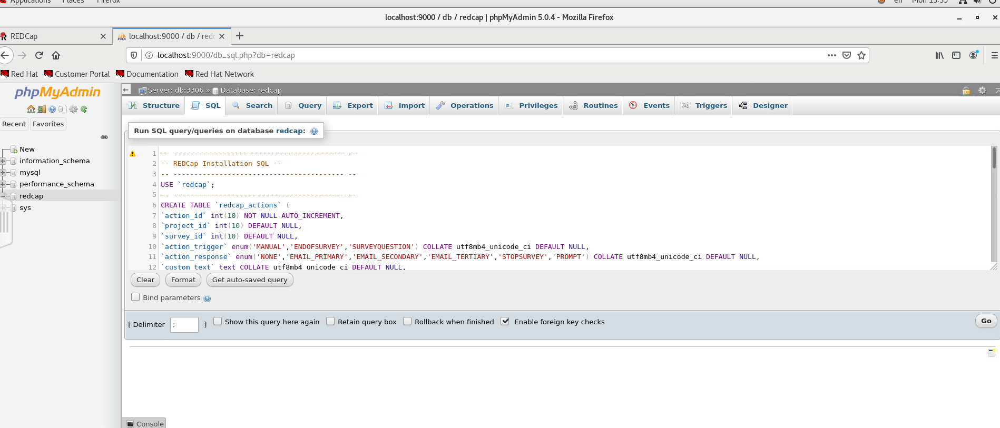 Applications Places Firefox en Mon 13:35
localhost:9000 / db / redcap | phpMyAdmin 5.0.4 - Mozilla Firefox
REDCap localhost:9000 / db / redc
localhost:9000/db_sql.php?db=redcap
Red Hat Customer Portal Documentation Red Hat Network
phpMyAdmin
Recent Favorites
New
information_schema
mysql
performance_schema
redcap
sys
Server: db:3306 » Database: redcap
Structure SQL Search Query Export Import Operations Privileges Routines Events Triggers Designer
Run SQL query/queries on database redcap:
1 -- ----------------------------------------- --
2 -- REDCap Installation SQL --
3 -- ----------------------------------------- --
4 USE `redcap`;
5 -- ----------------------------------------- --
6 CREATE TABLE `redcap_actions` (
7 `action_id` int(10) NOT NULL AUTO_INCREMENT,
8 `project_id` int(10) DEFAULT NULL,
9 `survey_id` int(10) DEFAULT NULL,
10 `action_trigger` enum('MANUAL','ENDOFSURVEY','SURVEYQUESTION') COLLATE utf8mb4_unicode_ci DEFAULT NULL,
11 `action_response` enum('NONE','EMAIL_PRIMARY','EMAIL_SECONDARY','EMAIL_TERTIARY','STOPSURVEY','PROMPT') COLLATE utf8mb4_unicode_ci DEFAULT NULL,
12 `custom_text` text COLLATE utf8mb4_unicode_ci DEFAULT NULL,
Clear Format Get auto-saved query
Bind parameters
[ Delimiter ; ] Show this query here again Retain query box Rollback when finished Enable foreign key checks Go
Console